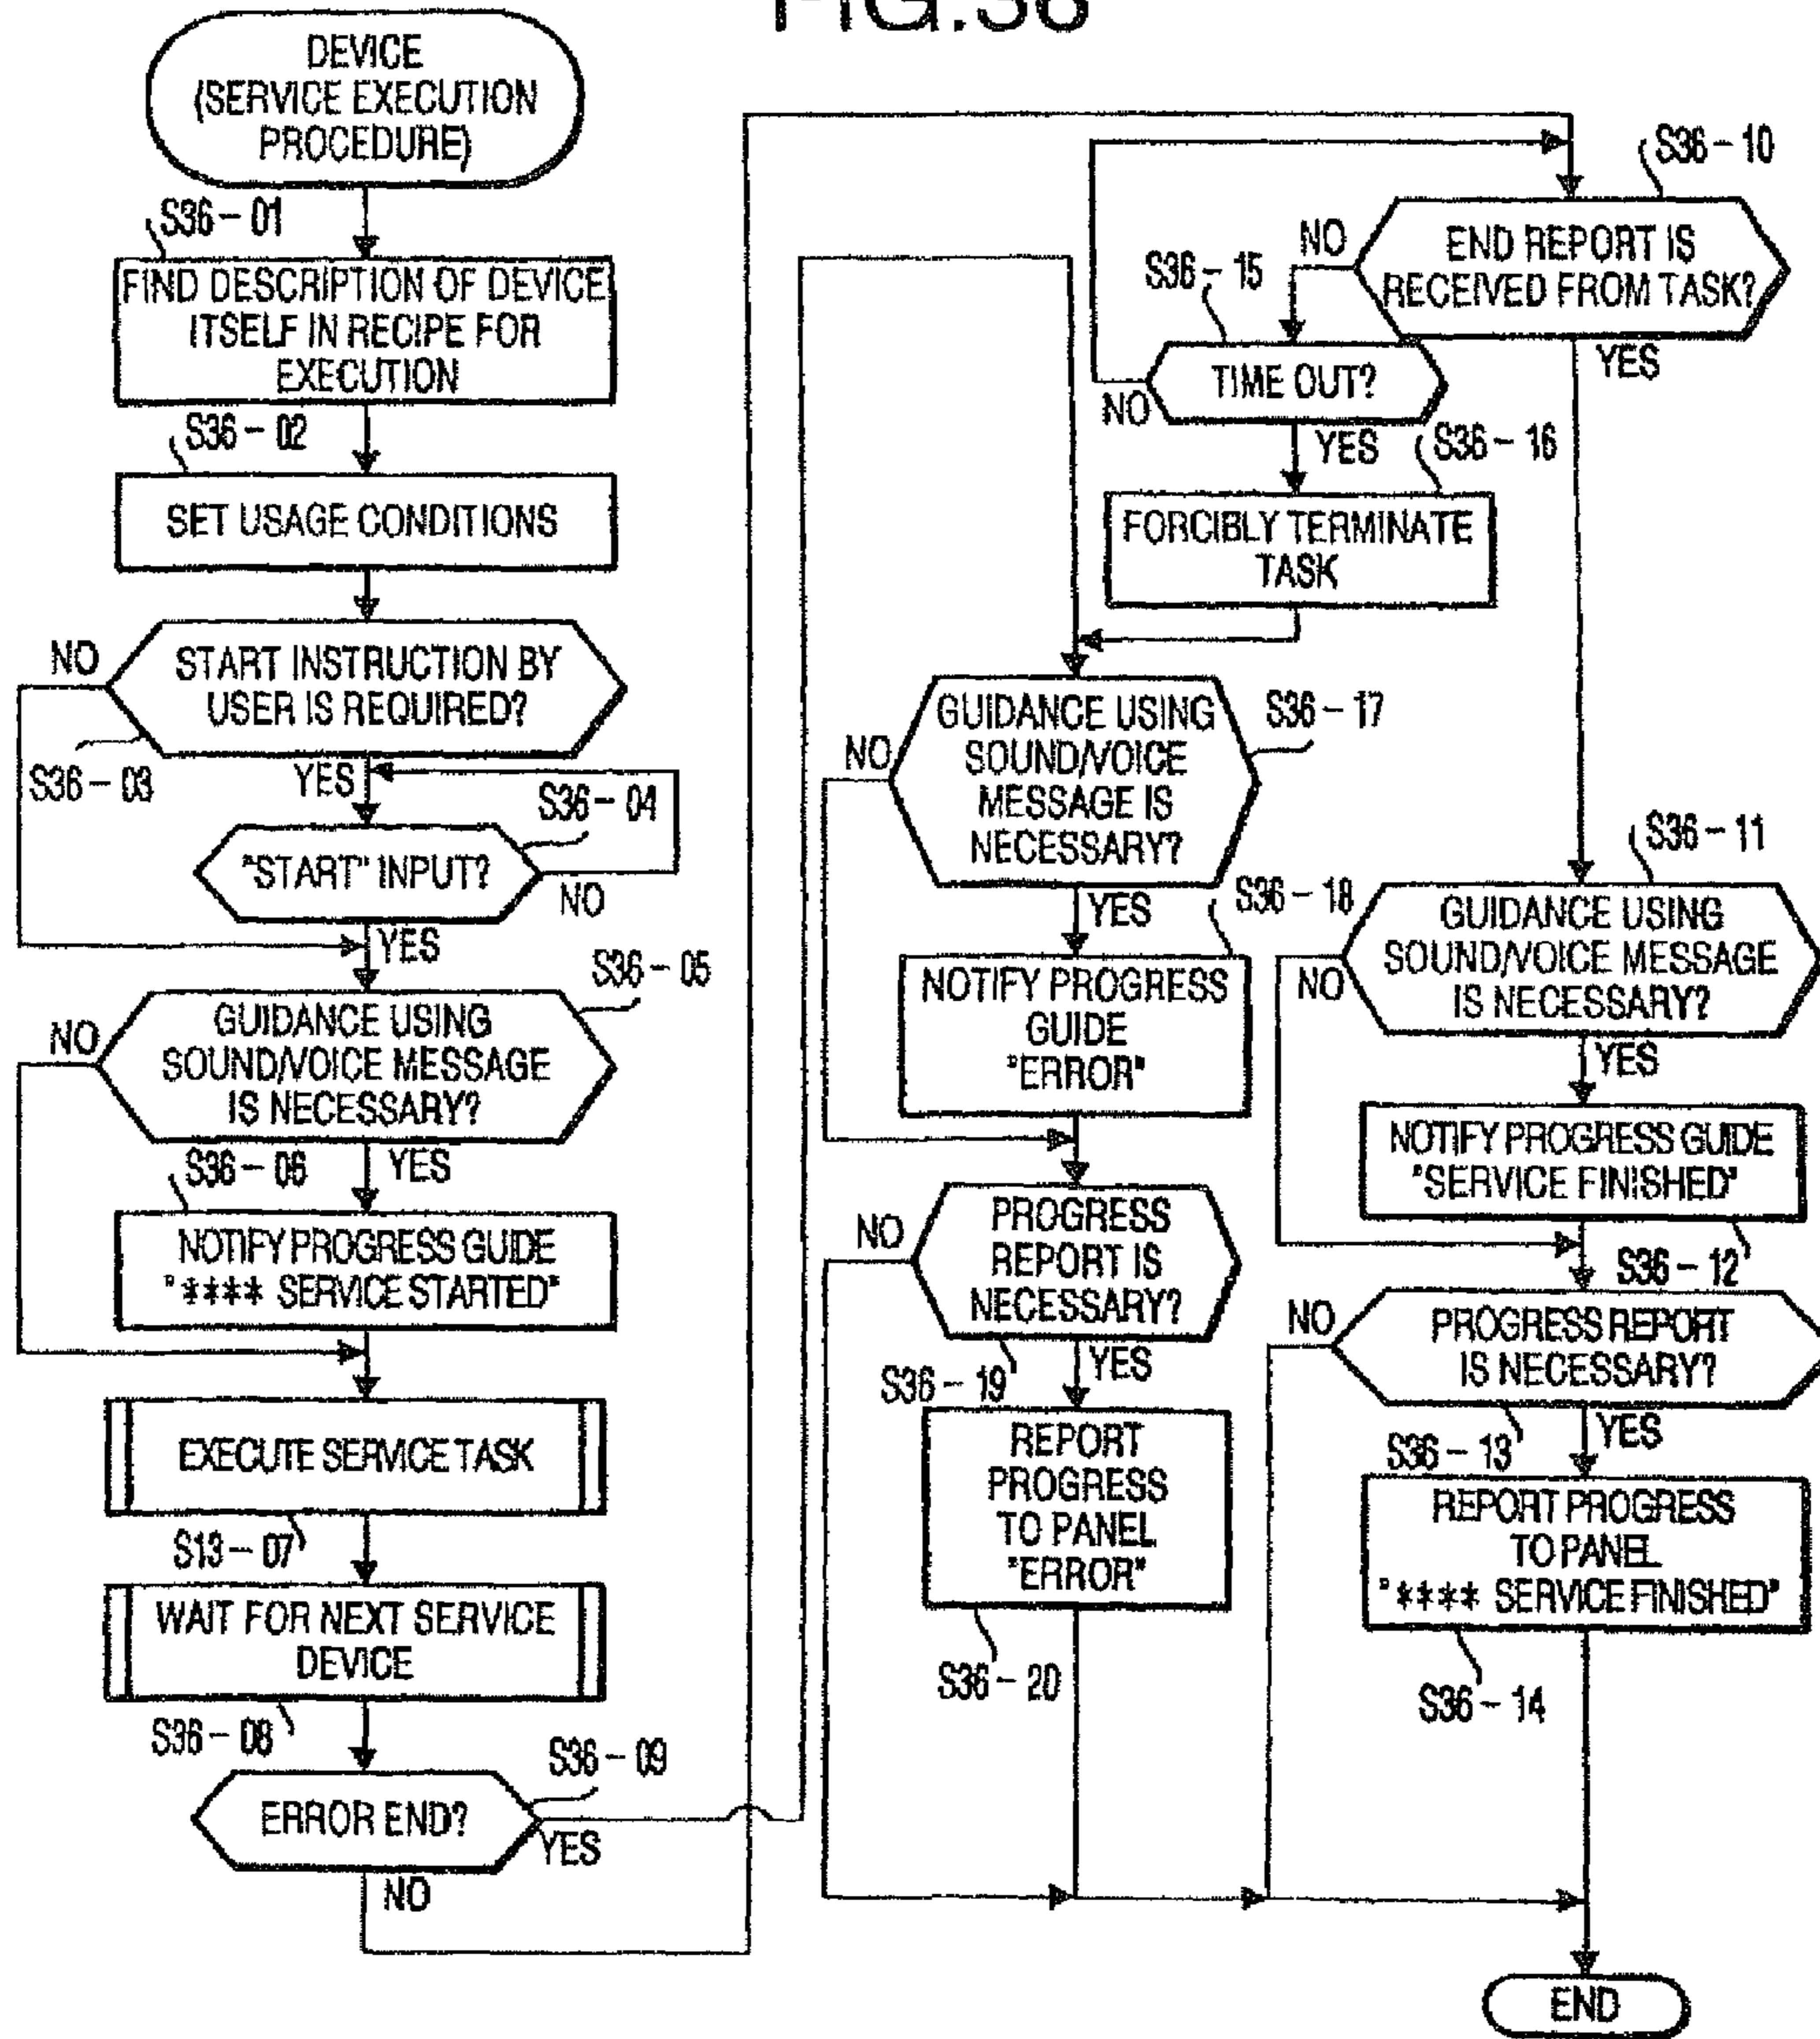 FIG.36
DEVICE
(SERVICE EXECUTION
PROCEDURE)
S36-01
FIND DESCRIPTION OF DEVICE
ITSELF IN RECIPE FOR
EXECUTION
S36-02
SET USAGE CONDITIONS
START INSTRUCTION BY
USER IS REQUIRED?
NO
S36-03
YES
S36-04
"START" INPUT?
NO
YES
S36-05
GUIDANCE USING
SOUND/VOICE MESSAGE
IS NECESSARY?
NO
S36-06
YES
NOTIFY PROGRESS GUIDE
"**** SERVICE STARTED"
EXECUTE SERVICE TASK
S13-07
WAIT FOR NEXT SERVICE
DEVICE
S36-08
S36-09
ERROR END?
YES
NO
S36-10
END REPORT IS
RECEIVED FROM TASK?
NO
YES
S36-15
TIME OUT?
NO
YES
S36-16
FORCIBLY TERMINATE
TASK
GUIDANCE USING
SOUND/VOICE
MESSAGE IS
NECESSARY?
S36-17
NO
YES
S36-18
NOTIFY PROGRESS
GUIDE
"ERROR"
PROGRESS
REPORT IS
NECESSARY?
NO
S36-19
YES
REPORT
PROGRESS
TO PANEL
"ERROR"
S36-20
S36-11
GUIDANCE USING
SOUND/VOICE MESSAGE
IS NECESSARY?
NO
YES
NOTIFY PROGRESS GUIDE
"SERVICE FINISHED"
S36-12
PROGRESS REPORT
IS NECESSARY?
NO
S36-13
YES
REPORT PROGRESS
TO PANEL
"**** SERVICE FINISHED"
S36-14
END